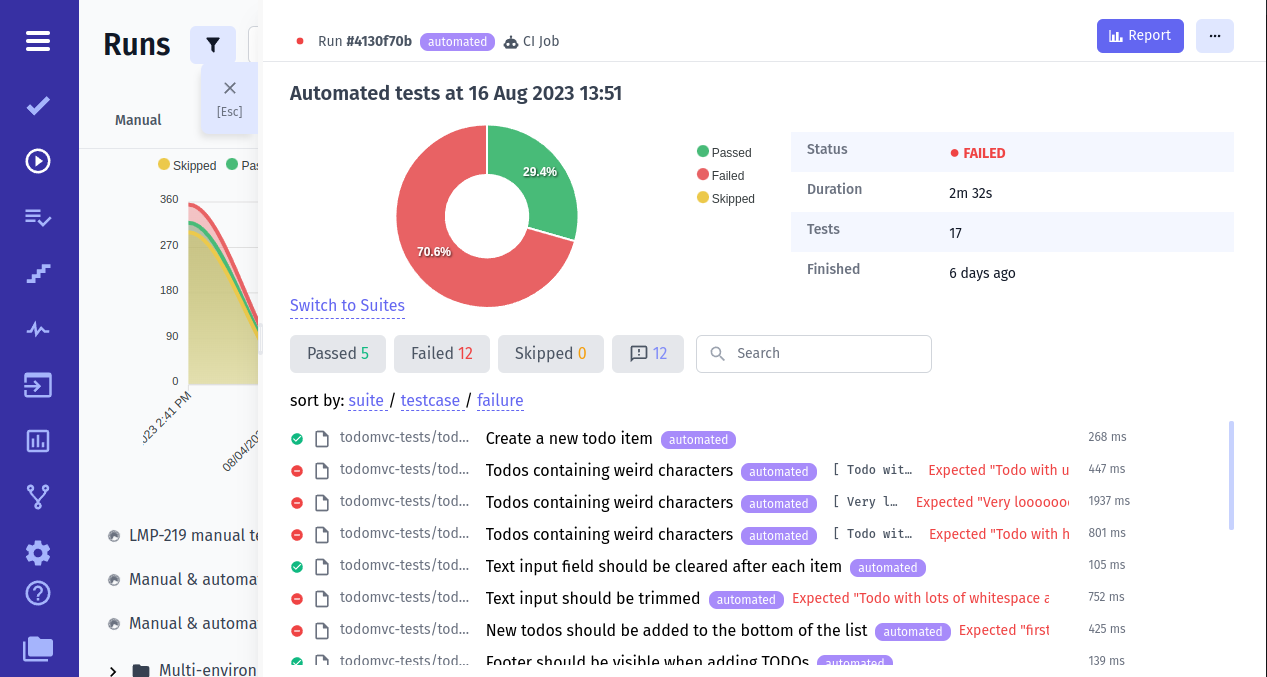 Runs
[Esc]
Manual
Skipped
360
270
180
90
0
LMP-219 manual
Manual & automa
Manual & automa
Multi-environ
Run #4130f70b automated CI Job
Report
Automated tests at 16 Aug 2023 13:51
29.4%
70.6%
Passed
Failed
Skipped
Status FAILED
Duration 2m 32s
Tests 17
Finished 6 days ago
Switch to Suites
Passed 5 Failed 12 Skipped 0 12 Search
sort by: suite / testcase / failure
todomvc-tests/tod... Create a new todo item automated 268 ms
todomvc-tests/tod... Todos containing weird characters automated [ Todo wit... Expected "Todo with u 447 ms
todomvc-tests/tod... Todos containing weird characters automated [ Very l... Expected "Very looooooo 1937 ms
todomvc-tests/tod... Todos containing weird characters automated [ Todo wit... Expected "Todo with h 801 ms
todomvc-tests/tod... Text input field should be cleared after each item automated 105 ms
todomvc-tests/tod... Text input should be trimmed automated Expected "Todo with lots of whitespace a 752 ms
todomvc-tests/tod... New todos should be added to the bottom of the list automated Expected "first 425 ms
todomvc-tests/tod... Footer should be visible when adding TODOs automated 139 ms